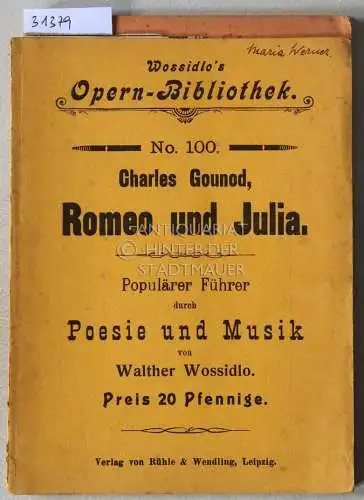 31379
Maria Werner
Wossidlo's
Opern-Bibliothek.
No. 100.
Charles Gounod,
Romeo und Julia.
ANTIQUARIAT
HINTER DER
STADTMAUER
Populärer Führer
durch
Poesie und Musik
von
Walther Wossidlo.
Preis 20 Pfennige.
Verlag von Rühle & Wendling, Leipzig.